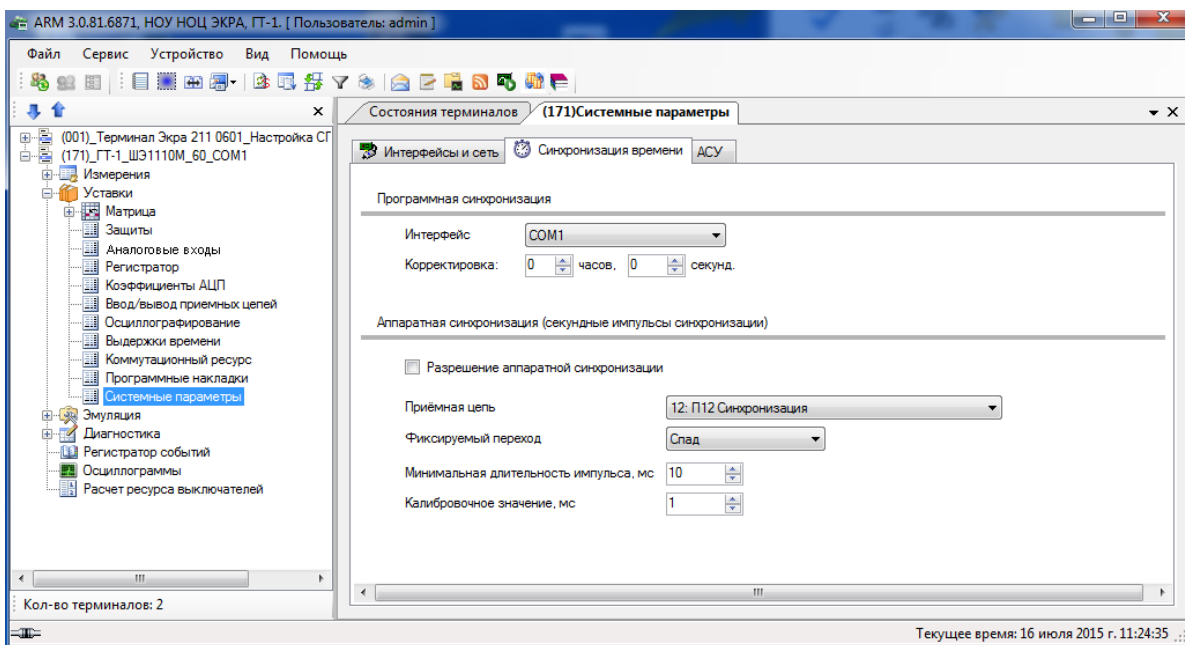 ARM 3.0.81.6871, НОУ НОЦ ЭКРА, ГТ-1. [ Пользователь: admin ]
Файл Сервис Устройство Вид Помощь
Состояния терминалов (171)Системные параметры
(001)_Терминал Экра 211 0601_Настройка СГ
(171)_ГТ-1_ШЭ1110М_60_COM1
Измерения
Уставки
Матрица
Защиты
Аналоговые входы
Регистратор
Коэффициенты АЦП
Ввод/вывод приемных цепей
Осциллографирование
Выдержки времени
Коммутационный ресурс
Программные накладки
Системные параметры
Эмуляция
Диагностика
Регистратор событий
Осциллограммы
Расчет ресурса выключателей
Кол-во терминалов: 2
Интерфейсы и сеть Синхронизация времени АСУ
Программная синхронизация
Интерфейс COM1
Корректировка: 0 часов, 0 секунд.
Аппаратная синхронизация (секундные импульсы синхронизации)
Разрешение аппаратной синхронизации
Приёмная цепь 12: П12 Синхронизация
Фиксируемый переход Спад
Минимальная длительность импульса, мс 10
Калибровочное значение, мс 1
Текущее время: 16 июля 2015 г. 11:24:35